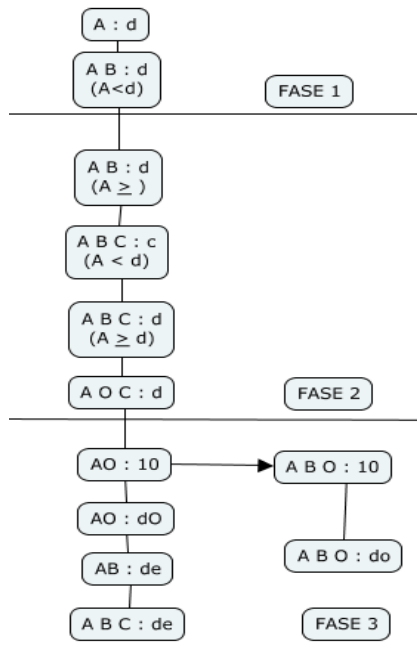 A : d
A B : d
(A<d)
FASE 1
A B : d
(A ≥ )
A B C : c
(A < d)
A B C : d
(A ≥ d)
A O C : d
FASE 2
AO : 10
A B O : 10
AO : dO
A B O : do
AB : de
A B C : de
FASE 3